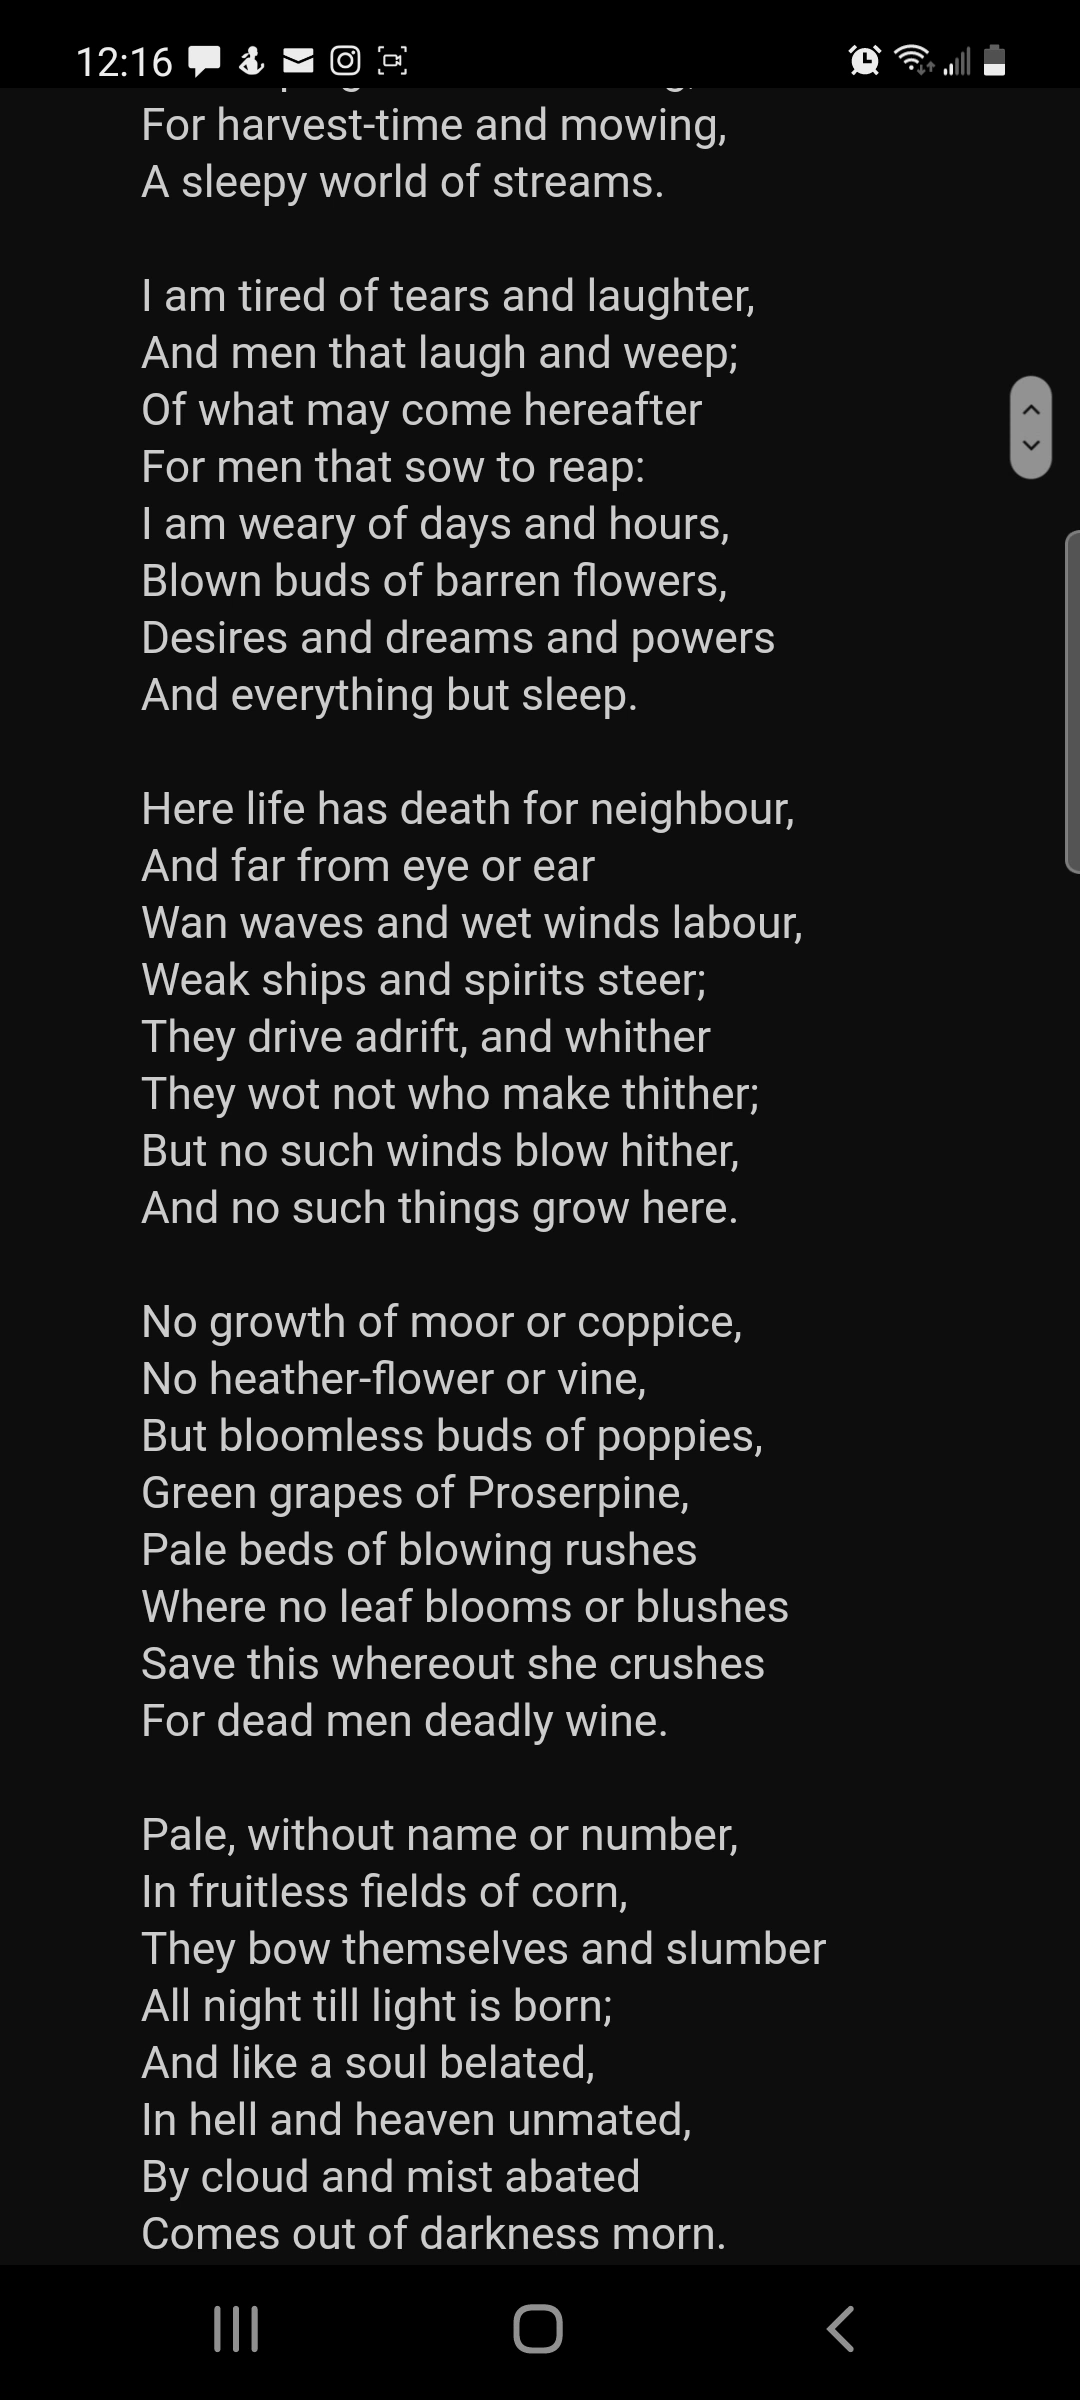 12:16
For harvest-time and mowing,
A sleepy world of streams.
I am tired of tears and laughter,
And men that laugh and weep;
Of what may come hereafter
For men that sow to reap:
I am weary of days and hours,
Blown buds of barren flowers,
Desires and dreams and powers
And everything but sleep.
Here life has death for neighbour,
And far from eye or ear
Wan waves and wet winds labour,
Weak ships and spirits steer;
They drive adrift, and whither
They wot not who make thither;
But no such winds blow hither,
And no such things grow here.
No growth of moor or coppice,
No heather-flower or vine,
But bloomless buds of poppies,
Green grapes of Proserpine,
Pale beds of blowing rushes
Where no leaf blooms or blushes
Save this whereout she crushes
For dead men deadly wine.
Pale, without name or number,
In fruitless fields of corn,
They bow themselves and slumber
All night till light is born;
And like a soul belated,
In hell and heaven unmated,
By cloud and mist abated
Comes out of darkness morn.